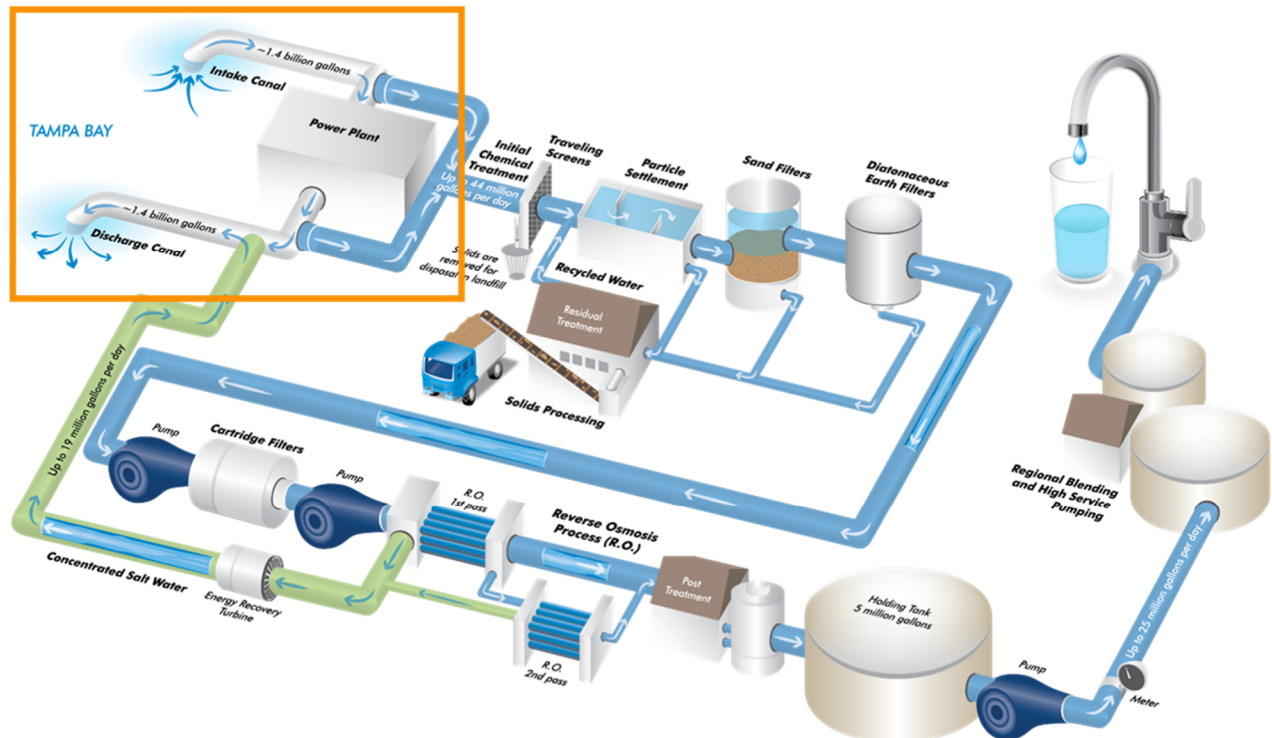 ~1.4 billion gallons
Intake Canal
TAMPA BAY
Power Plant
~1.4 billion gallons
Discharge Canal
Up to 44 million
gallons per day
Initial
Chemical
Treatment
Traveling
Screens
Particle
Settlement
Sand Filters
Diatomaceous
Earth Filters
Solids are
removed for
disposal in landfill
Recycled Water
Residual
Treatment
Solids Processing
Up to 19 million gallons per day
Pump
Cartridge Filters
Pump
R.O.
1st pass
Reverse Osmosis
Process (R.O.)
Concentrated Salt Water
Energy Recovery
Turbine
R.O.
2nd pass
Post
Treatment
Holding Tank
5 million gallons
Pump
Meter
Up to 25 million gallons per day
Regional Blending
and High Service
Pumping